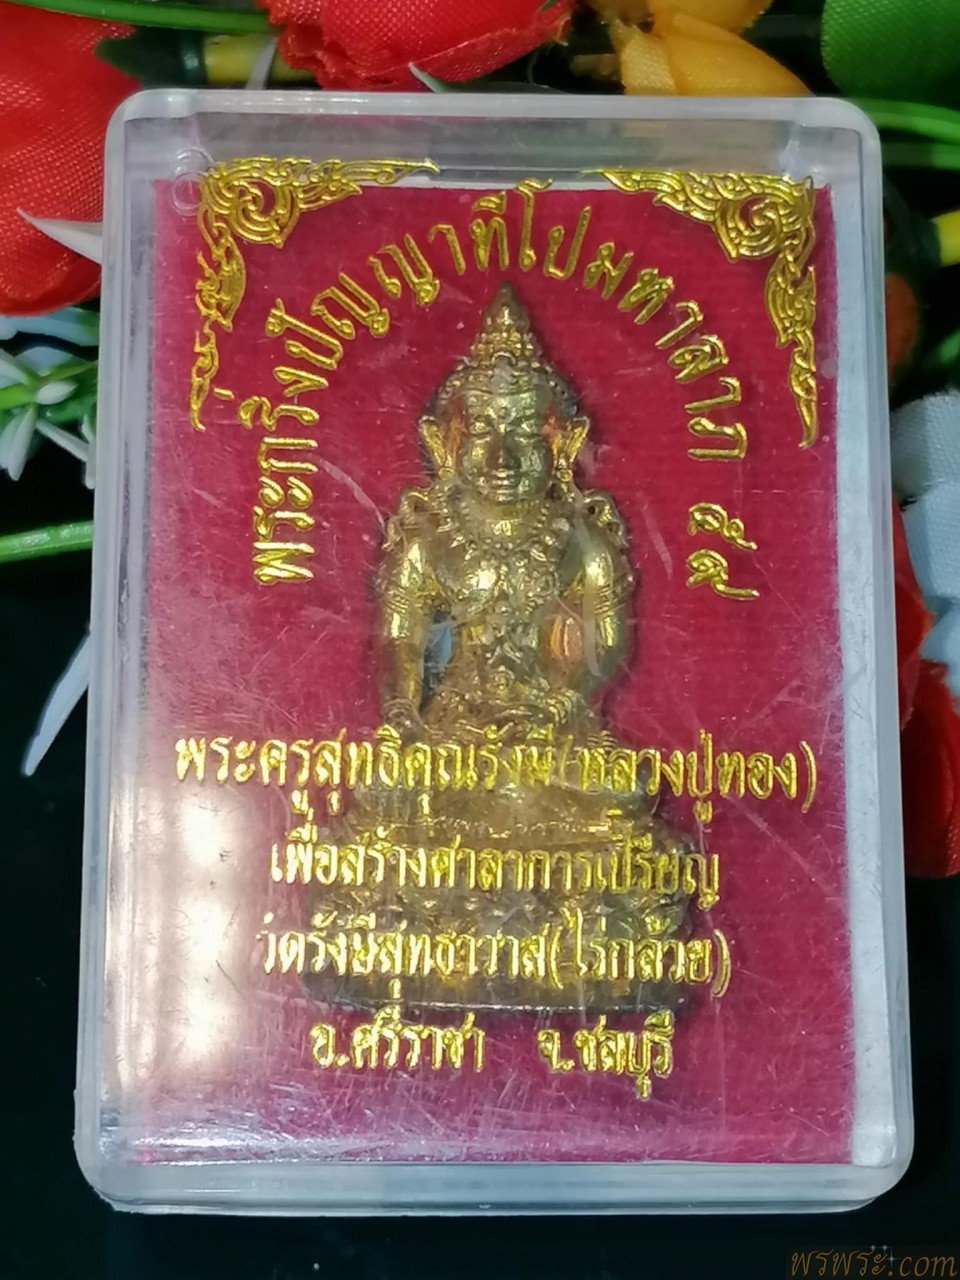 พระกริ่งปัญญาทีโปมหาลาภ ๕๙
พระครูสุทธิคุณรังษี (หลวงปู่ทอง)
เพื่อสร้างศาลาการเปรียญ
วัดรังษีสุทธาวาส(ไร่กล้วย)
อ.ศรีราชา จ.ชลบุรี
พรพระ.com